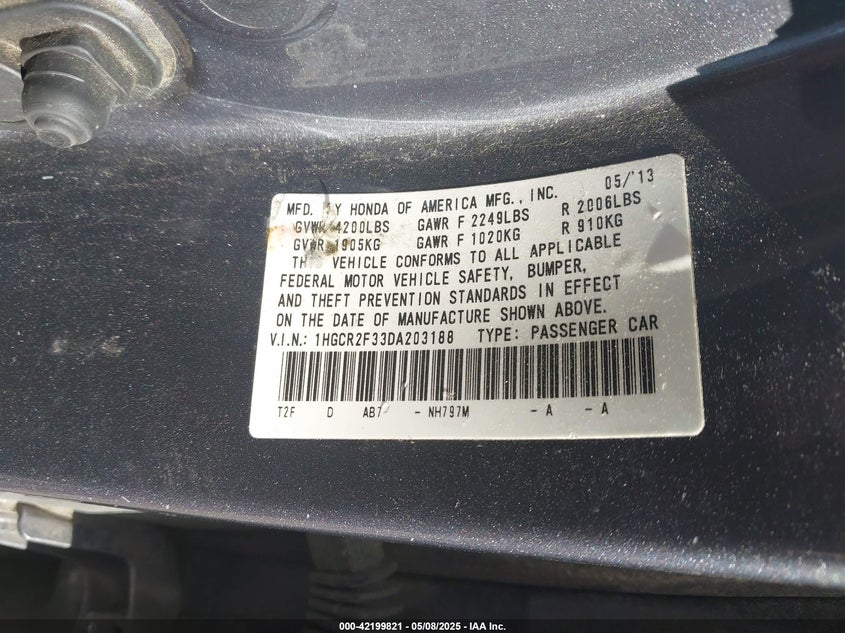 MFD. BY HONDA OF AMERICA MFG., INC. 05/'13
GVWR 4200LBS GAWR F 2249LBS R 2006LBS
GVWR 1905KG GAWR F 1020KG R 910KG
THIS VEHICLE CONFORMS TO ALL APPLICABLE
FEDERAL MOTOR VEHICLE SAFETY, BUMPER,
AND THEFT PREVENTION STANDARDS IN EFFECT
ON THE DATE OF MANUFACTURE SHOWN ABOVE.
V.I.N.: 1HGCR2F33DA203188 TYPE: PASSENGER CAR
T2F D AB7 - NH797M - A - A
000-42199821 - 05/08/2025 - IAA Inc.